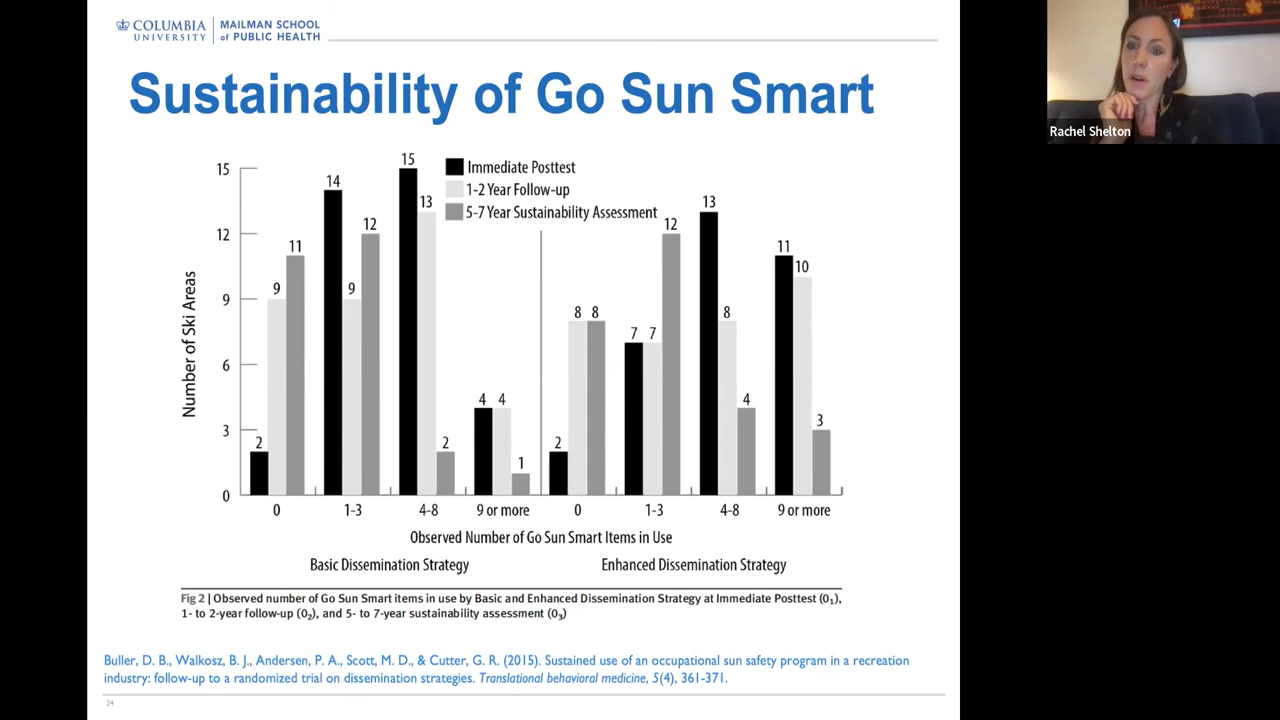 COLUMBIA UNIVERSITY
MAILMAN SCHOOL of PUBLIC HEALTH
Rachel Shelton
Sustainability of Go Sun Smart
Immediate Posttest
1-2 Year Follow-up
5-7 Year Sustainability Assessment
Number of Ski Areas
15
12
9
6
3
0
2 9 11
14 9 12
15 13 2
4 4 1
2 8 8
7 7 12
13 8 4
11 10 3
0 1-3 4-8 9 or more 0 1-3 4-8 9 or more
Observed Number of Go Sun Smart Items in Use
Basic Dissemination Strategy Enhanced Dissemination Strategy
Fig 2 | Observed number of Go Sun Smart items in use by Basic and Enhanced Dissemination Strategy at Immediate Posttest (0₁),
1- to 2-year follow-up (0₂), and 5- to 7-year sustainability assessment (0₃)
Buller, D. B., Walkosz, B. J., Andersen, P. A., Scott, M. D., & Cutter, G. R. (2015). Sustained use of an occupational sun safety program in a recreation
industry: follow-up to a randomized trial on dissemination strategies. Translational behavioral medicine, 5(4), 361-371.
24